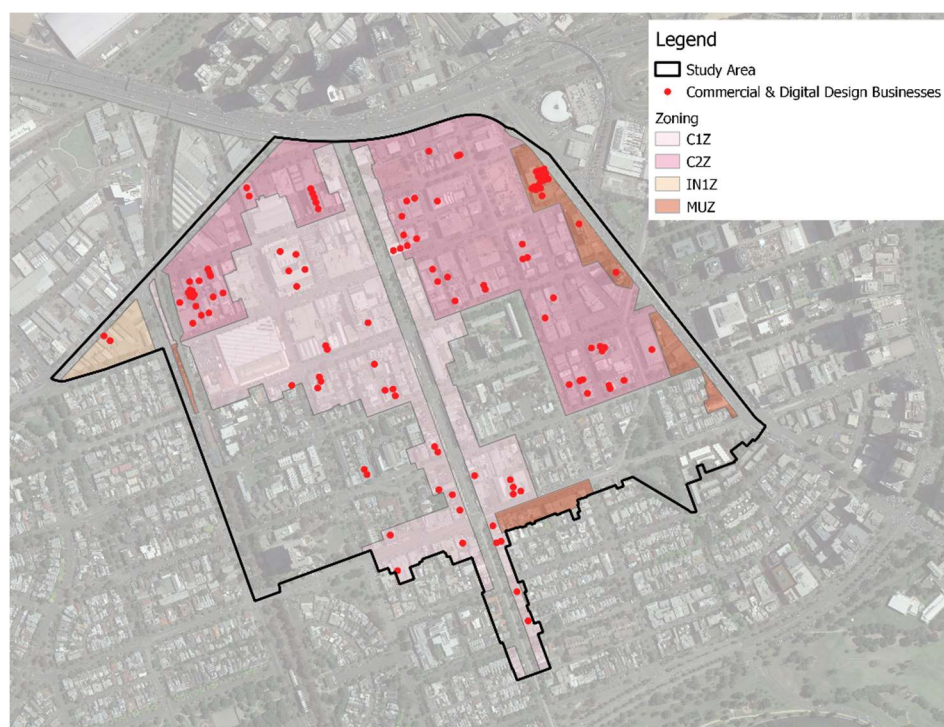 Legend
Study Area
Commercial & Digital Design Businesses
Zoning
C1Z
C2Z
IN1Z
MUZ